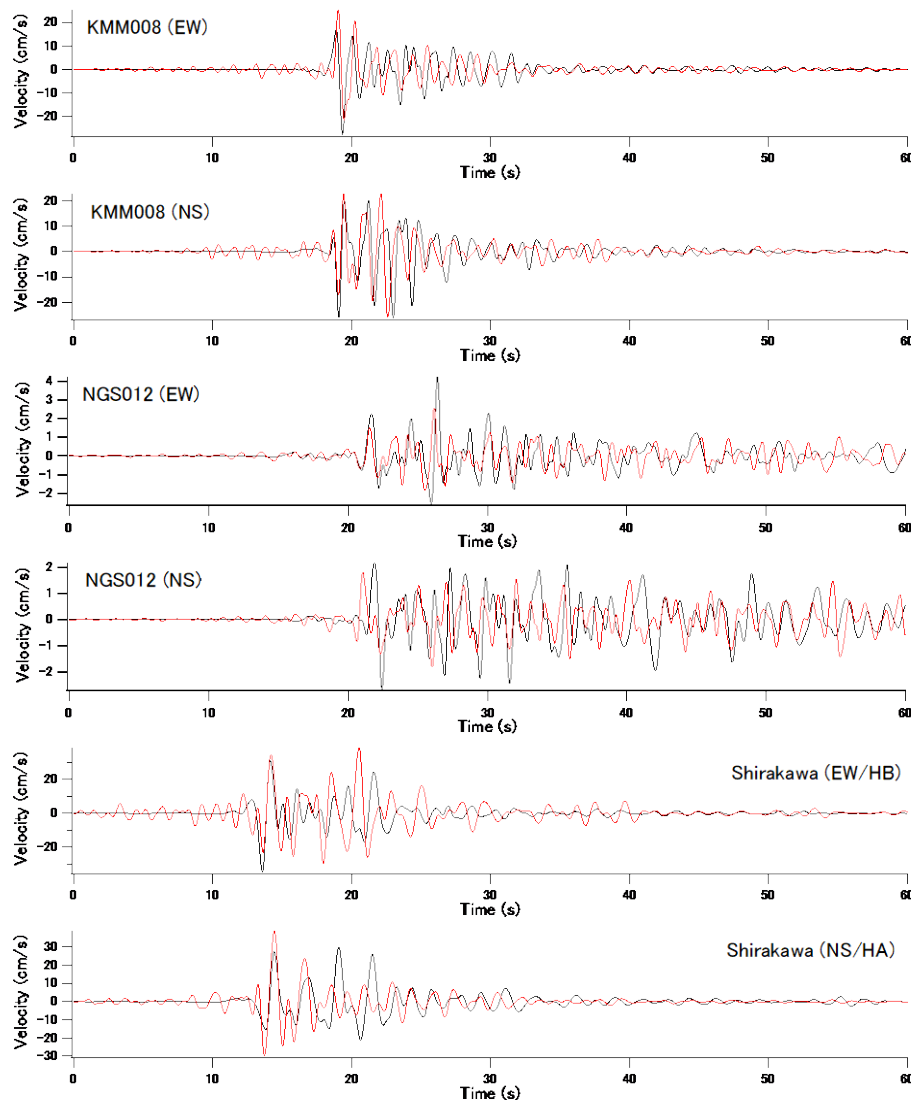 KMM008 (EW)
Velocity (cm/s)
20
10
0
-10
-20
0 10 20 30 40 50 60
Time (s)
KMM008 (NS)
Velocity (cm/s)
20
10
0
-10
-20
0 10 20 30 40 50 60
Time (s)
NGS012 (EW)
Velocity (cm/s)
4
3
2
1
0
-1
-2
0 10 20 30 40 50 60
Time (s)
NGS012 (NS)
Velocity (cm/s)
2
1
0
-1
-2
0 10 20 30 40 50 60
Time (s)
Shirakawa (EW/HB)
Velocity (cm/s)
20
0
-20
0 10 20 30 40 50 60
Time (s)
Shirakawa (NS/HA)
Velocity (cm/s)
30
20
10
0
-10
-20
-30
0 10 20 30 40 50 60
Time (s)